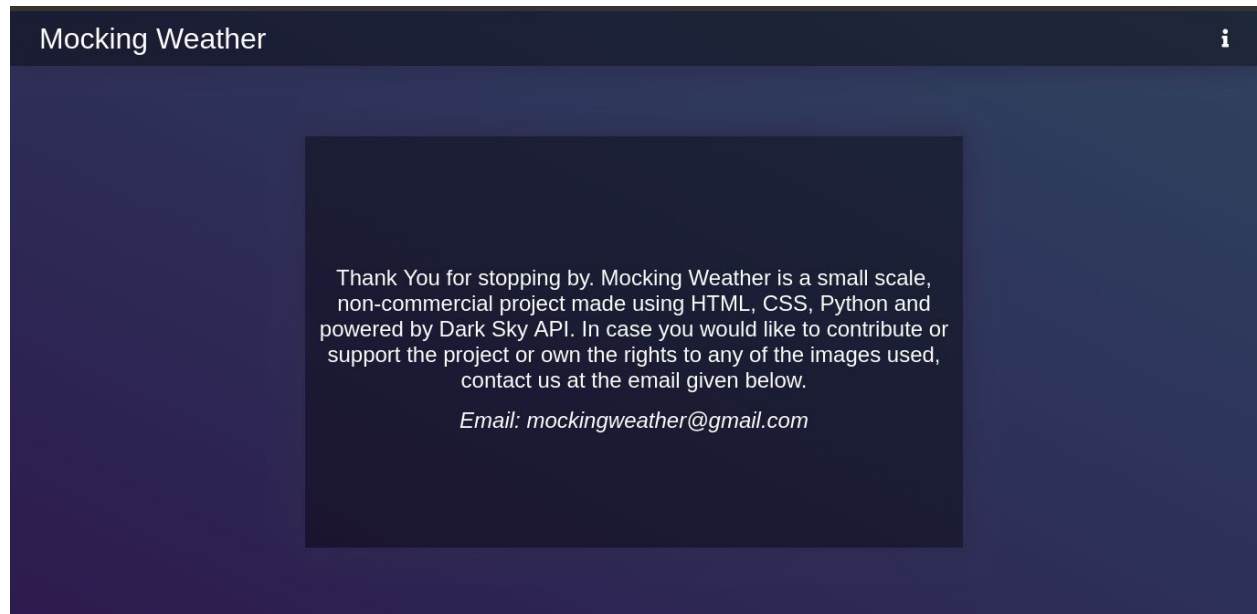 Mocking Weather
Thank You for stopping by. Mocking Weather is a small scale,
non-commercial project made using HTML, CSS, Python and
powered by Dark Sky API. In case you would like to contribute or
support the project or own the rights to any of the images used,
contact us at the email given below.
Email: mockingweather@gmail.com